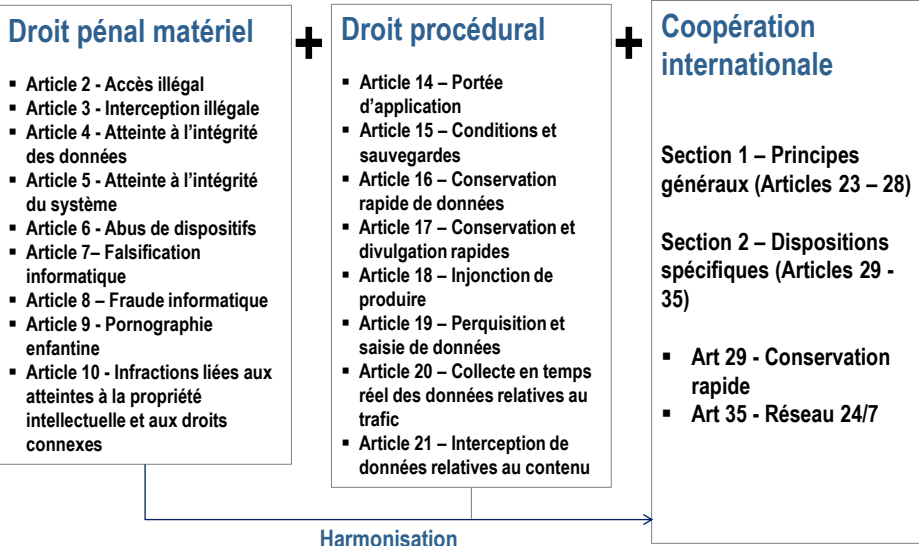 Droit pénal matériel
▪ Article 2 - Accès illégal
▪ Article 3 - Interception illégale
▪ Article 4 - Atteinte à l'intégrité
des données
▪ Article 5 - Atteinte à l'intégrité
du système
▪ Article 6 - Abus de dispositifs
▪ Article 7– Falsification
informatique
▪ Article 8 – Fraude informatique
▪ Article 9 - Pornographie
enfantine
▪ Article 10 - Infractions liées aux
atteintes à la propriété
intellectuelle et aux droits
connexes
+
Droit procédural
▪ Article 14 – Portée
d'application
▪ Article 15 – Conditions et
sauvegardes
▪ Article 16 – Conservation
rapide de données
▪ Article 17 – Conservation et
divulgation rapides
▪ Article 18 – Injonction de
produire
▪ Article 19 – Perquisition et
saisie de données
▪ Article 20 – Collecte en temps
réel des données relatives au
trafic
▪ Article 21 – Interception de
données relatives au contenu
+
Coopération
internationale
Section 1 – Principes
généraux (Articles 23 – 28)
Section 2 – Dispositions
spécifiques (Articles 29 -
35)
▪ Art 29 - Conservation
rapide
▪ Art 35 - Réseau 24/7
Harmonisation